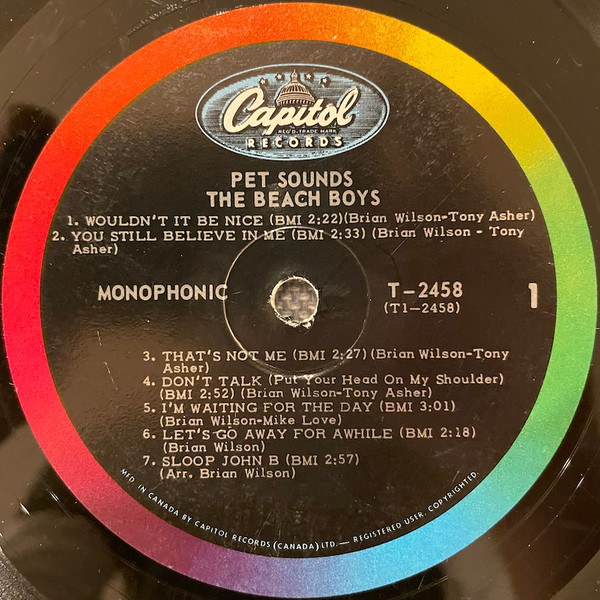 Capitol
REG'D. TRADE MARK
RECORDS
PET SOUNDS
THE BEACH BOYS
1. WOULDN'T IT BE NICE (BMI 2:22)(Brian Wilson-Tony Asher)
2. YOU STILL BELIEVE IN ME (BMI 2:33) (Brian Wilson - Tony
Asher)
MONOPHONIC
T-2458
(T1-2458)
1
3. THAT'S NOT ME (BMI 2:27) (Brian Wilson-Tony
Asher)
4. DON'T TALK (Put Your Head On My Shoulder)
(BMI 2:52) (Brian Wilson-Tony Asher)
5. I'M WAITING FOR THE DAY (BMI 3:01)
(Brian Wilson-Mike Love)
6. LET'S GO AWAY FOR AWHILE (BMI 2:18)
(Brian Wilson)
7. SLOOP JOHN B (BMI 2:57)
(Arr. Brian Wilson)
MFD. IN CANADA BY CAPITOL RECORDS (CANADA) LTD. — REGISTERED USER. COPYRIGHTED.